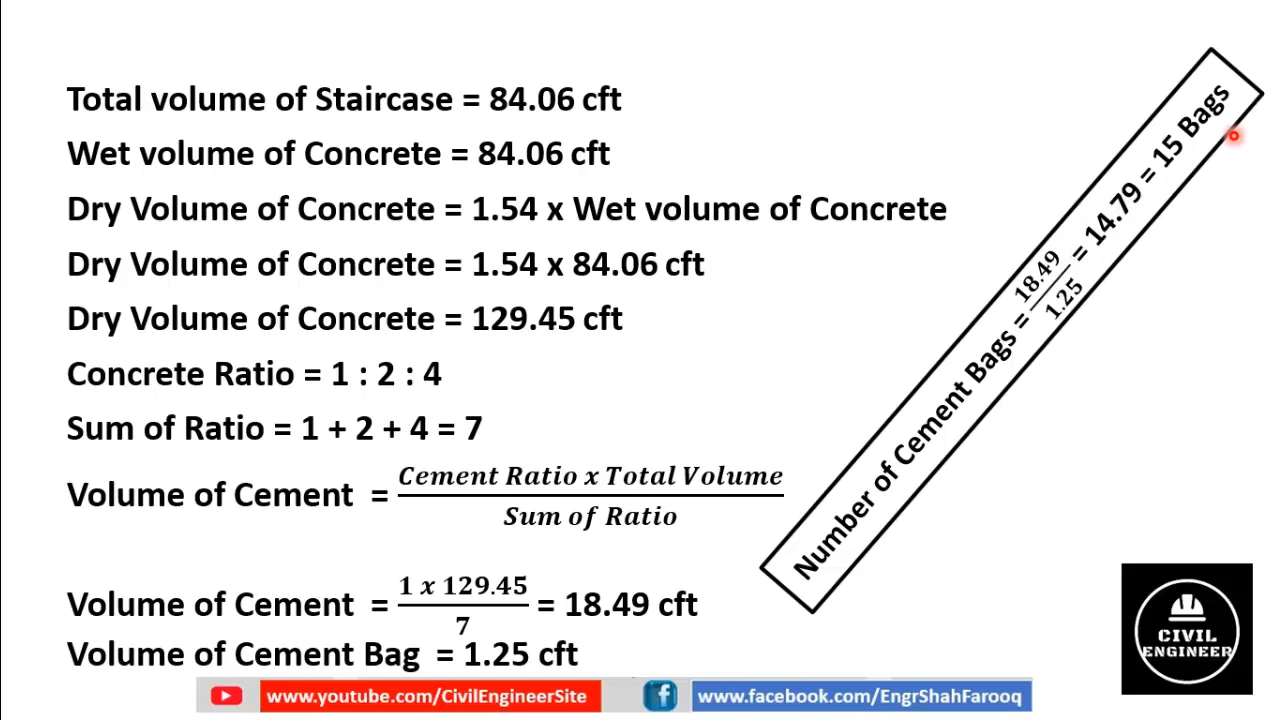 Total volume of Staircase = 84.06 cft
Wet volume of Concrete = 84.06 cft
Dry Volume of Concrete = 1.54 x Wet volume of Concrete
Dry Volume of Concrete = 1.54 x 84.06 cft
Dry Volume of Concrete = 129.45 cft
Concrete Ratio = 1 : 2 : 4
Sum of Ratio = 1 + 2 + 4 = 7
Volume of Cement = Cement Ratio x Total Volume / Sum of Ratio
Volume of Cement = 1 x 129.45 / 7 = 18.49 cft
Volume of Cement Bag = 1.25 cft
Number of Cement Bags = 18.49 / 1.25 = 14.79 = 15 Bags
CIVIL
ENGINEER
www.youtube.com/CivilEngineerSite
www.facebook.com/EngrShahFarooq